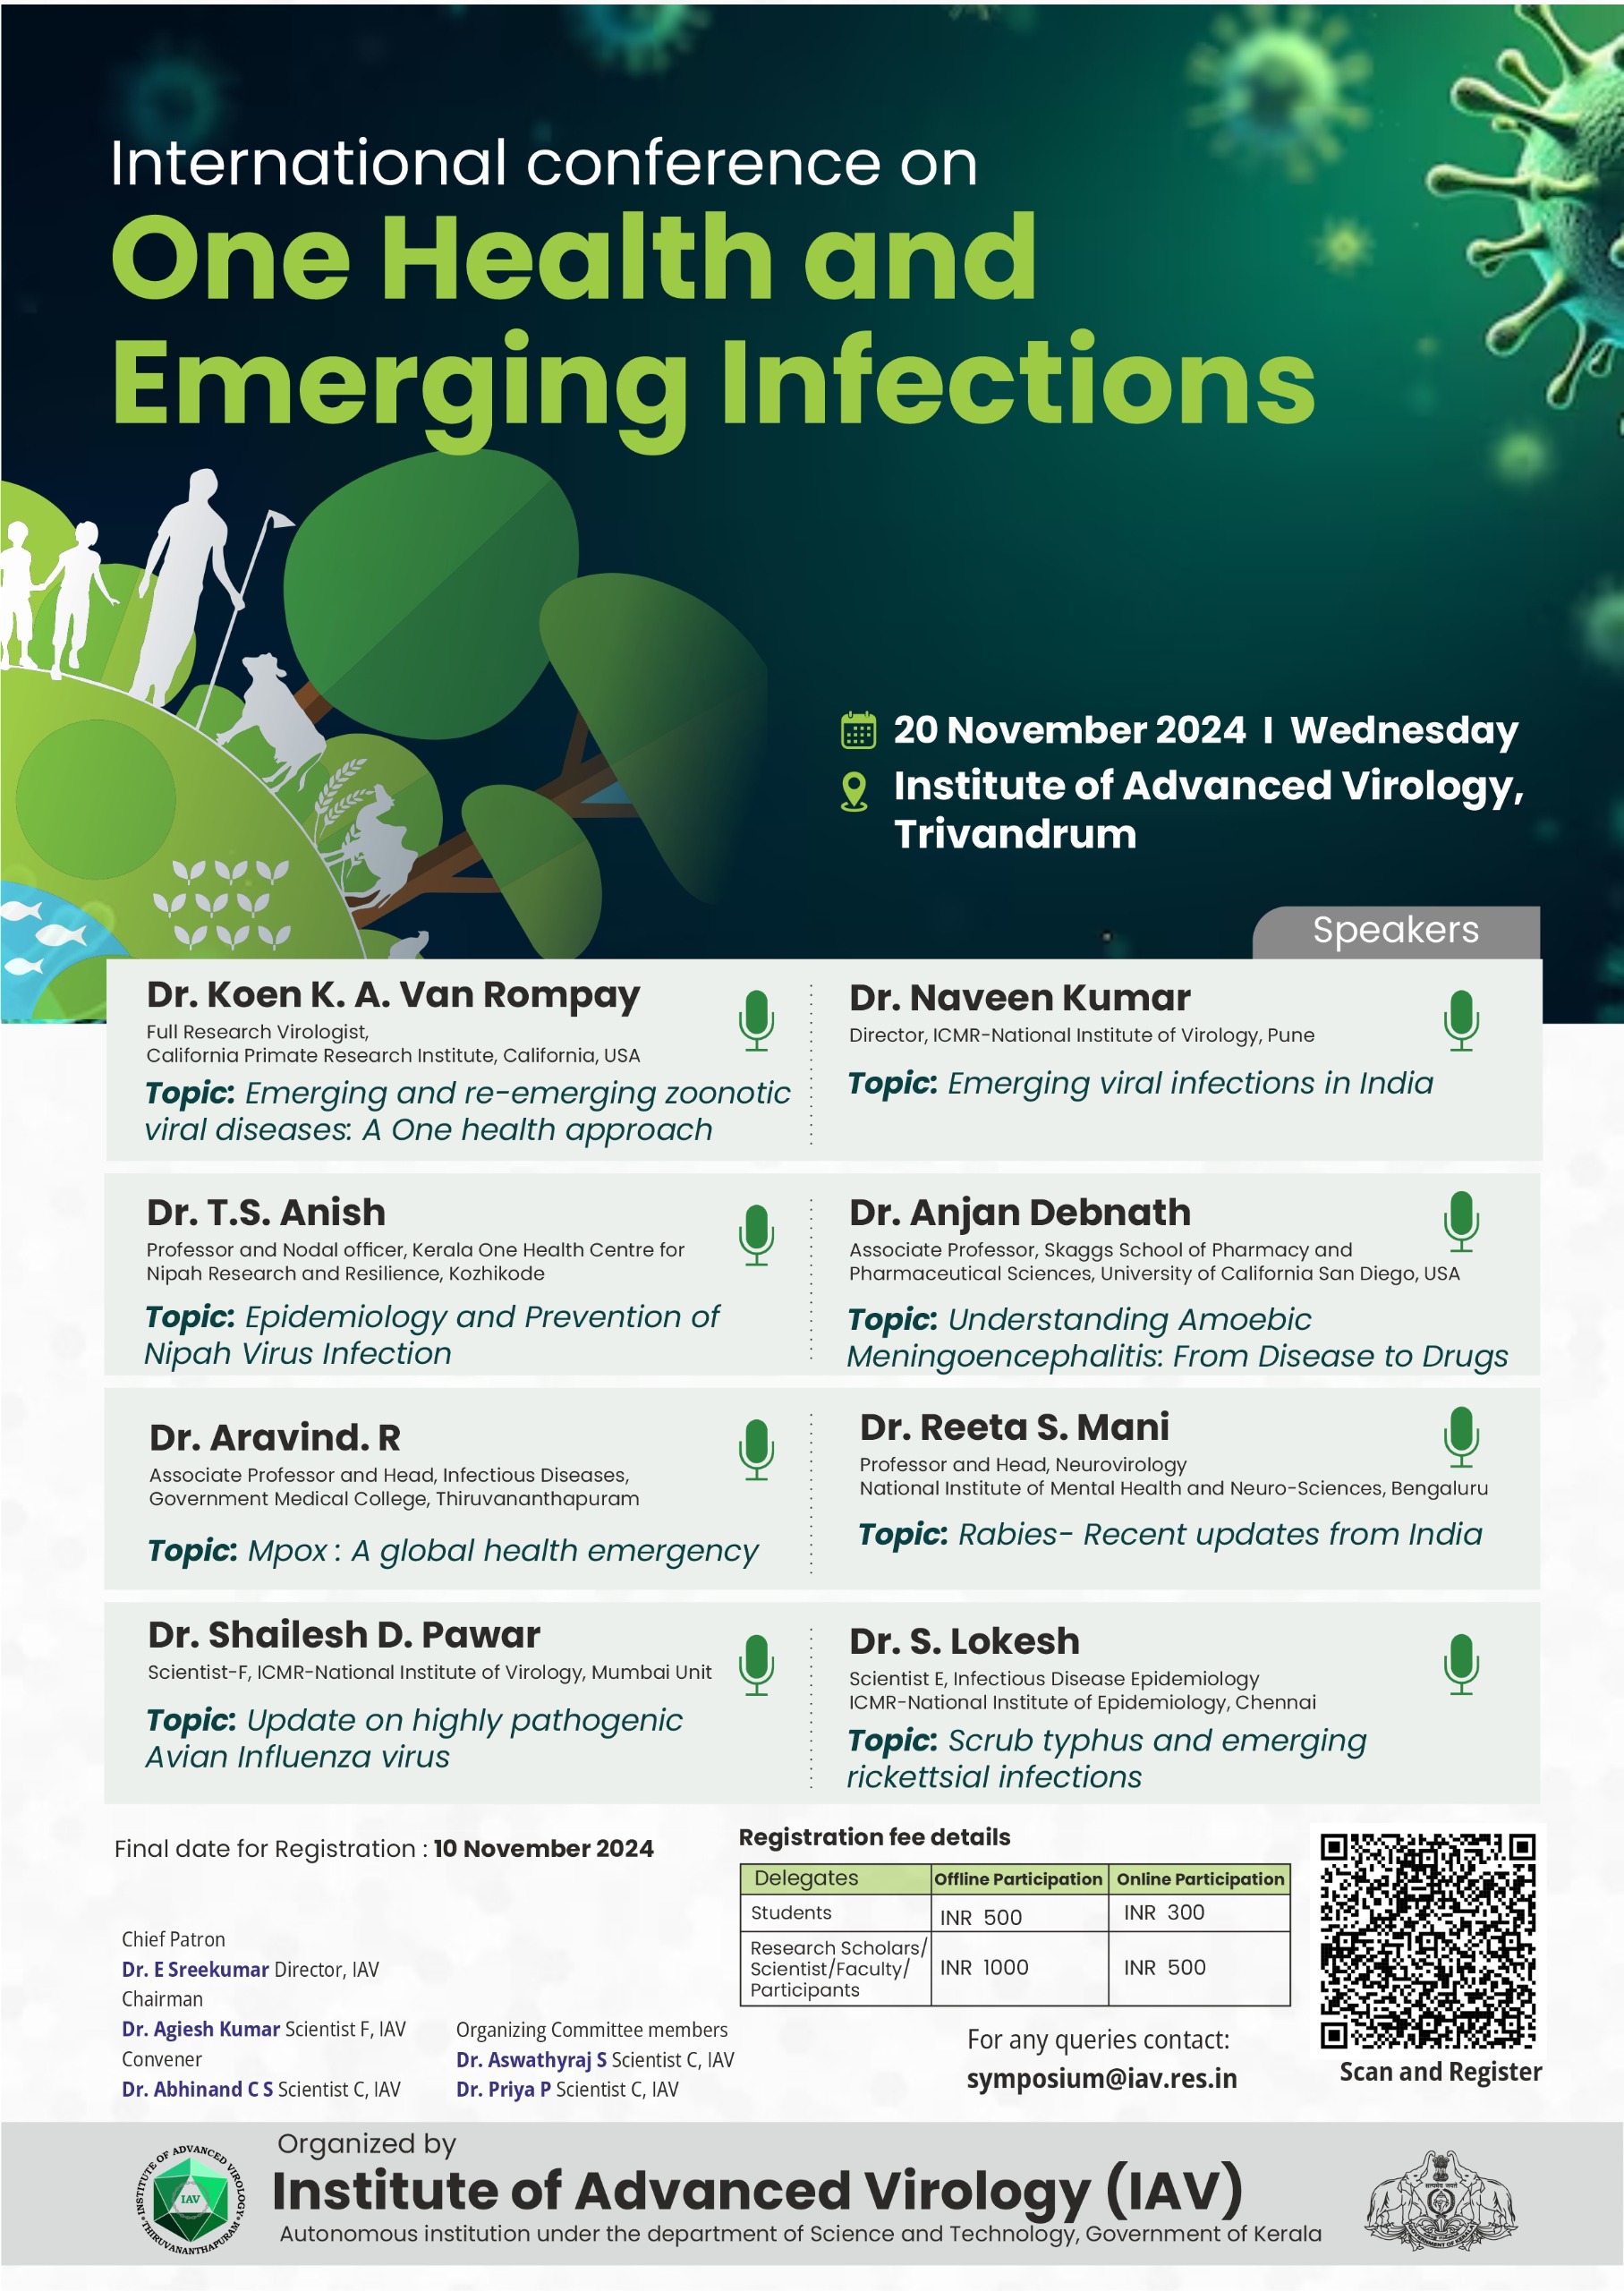 International conference on
One Health and
Emerging Infections
20 November 2024 I Wednesday
Institute of Advanced Virology,
Trivandrum
Speakers
Dr. Koen K. A. Van Rompay
Full Research Virologist,
California Primate Research Institute, California, USA
Topic: Emerging and re-emerging zoonotic
viral diseases: A One health approach
Dr. Naveen Kumar
Director, ICMR-National Institute of Virology, Pune
Topic: Emerging viral infections in India
Dr. T.S. Anish
Professor and Nodal officer, Kerala One Health Centre for
Nipah Research and Resilience, Kozhikode
Topic: Epidemiology and Prevention of
Nipah Virus Infection
Dr. Anjan Debnath
Associate Professor, Skaggs School of Pharmacy and
Pharmaceutical Sciences, University of California San Diego, USA
Topic: Understanding Amoebic
Meningoencephalitis: From Disease to Drugs
Dr. Aravind. R
Associate Professor and Head, Infectious Diseases,
Government Medical College, Thiruvananthapuram
Topic: Mpox : A global health emergency
Dr. Reeta S. Mani
Professor and Head, Neurovirology
National Institute of Mental Health and Neuro-Sciences, Bengaluru
Topic: Rabies- Recent updates from India
Dr. Shailesh D. Pawar
Scientist-F, ICMR-National Institute of Virology, Mumbai Unit
Topic: Update on highly pathogenic
Avian Influenza virus
Dr. S. Lokesh
Scientist E, Infectious Disease Epidemiology
ICMR-National Institute of Epidemiology, Chennai
Topic: Scrub typhus and emerging
rickettsial infections
Final date for Registration : 10 November 2024
Registration fee details
Delegates Offline Participation Online Participation
Students INR 500 INR 300
Research Scholars/
Scientist/Faculty/ INR 1000 INR 500
Participants
Chief Patron
Dr. E Sreekumar Director, IAV
Chairman
Dr. Agiesh Kumar Scientist F, IAV
Convener
Dr. Abhinand C S Scientist C, IAV
Organizing Committee members
Dr. Aswathyraj S Scientist C, IAV
Dr. Priya P Scientist C, IAV
For any queries contact:
symposium@iav.res.in
Scan and Register
INSTITUTE OF ADVANCED VIROLOGY
THIRUVANANTHAPURAM
IAV
Organized by
Institute of Advanced Virology (IAV)
Autonomous institution under the department of Science and Technology, Government of Kerala